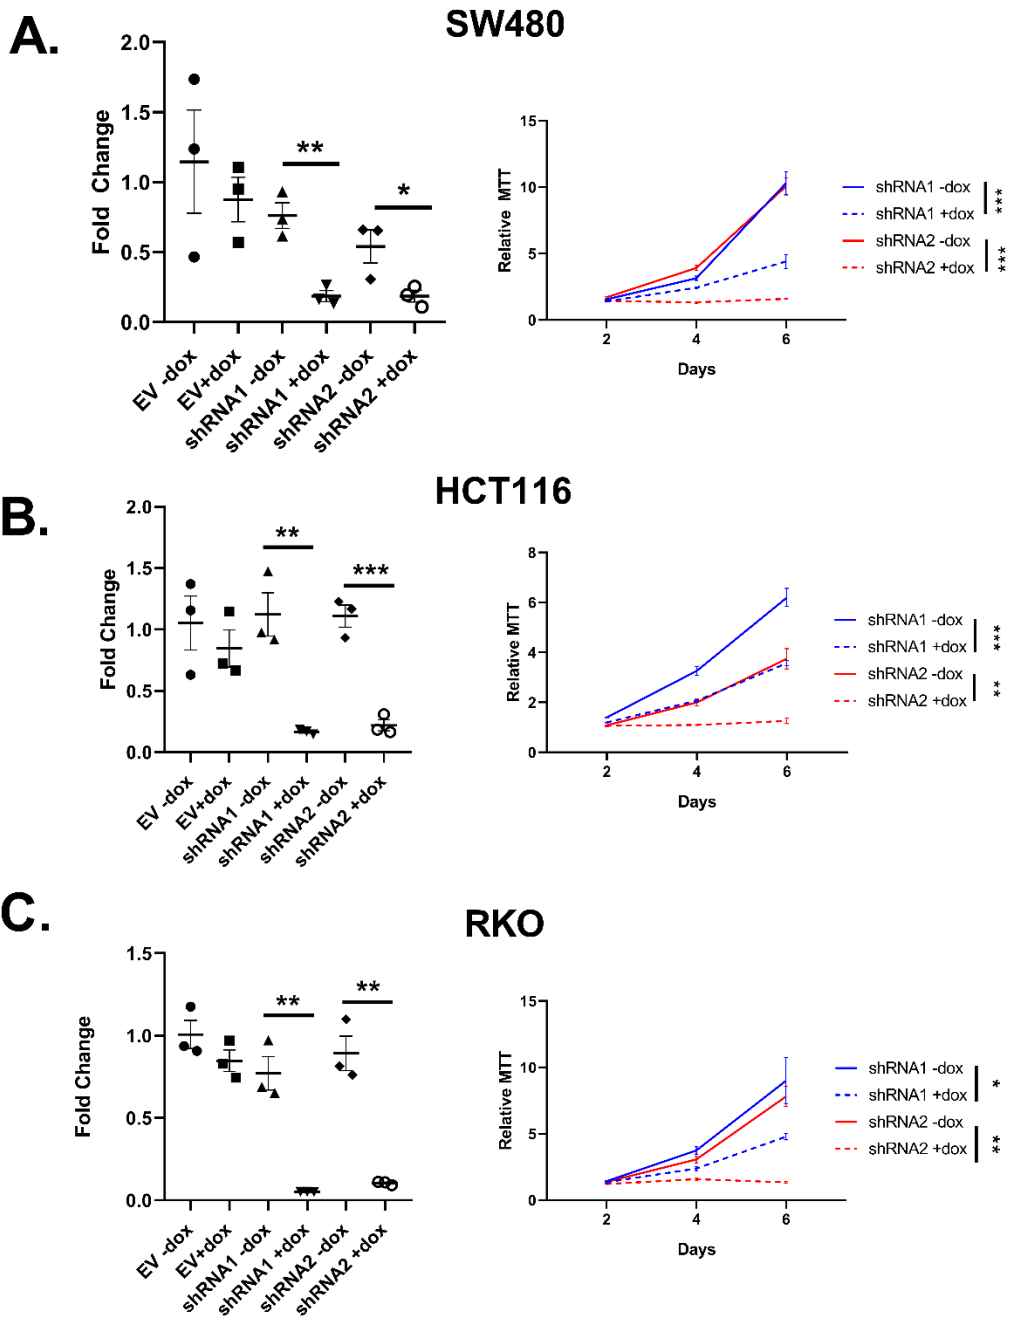 A.
SW480
Fold Change
2.0
1.5
1.0
0.5
0.0
**
*
EV -dox
EV+dox
shRNA1 -dox
shRNA1 +dox
shRNA2 -dox
shRNA2 +dox
Relative MTT
15
10
5
0
2 4 6
Days
shRNA1 -dox
shRNA1 +dox
shRNA2 -dox
shRNA2 +dox
***
***
B.
HCT116
Fold Change
2.0
1.5
1.0
0.5
0.0
**
***
EV -dox
EV+dox
shRNA1 -dox
shRNA1 +dox
shRNA2 -dox
shRNA2 +dox
Relative MTT
8
6
4
2
0
2 4 6
Days
shRNA1 -dox
shRNA1 +dox
shRNA2 -dox
shRNA2 +dox
***
**
C.
RKO
Fold Change
1.5
1.0
0.5
0.0
**
**
EV -dox
EV+dox
shRNA1 -dox
shRNA1 +dox
shRNA2 -dox
shRNA2 +dox
Relative MTT
15
10
5
0
2 4 6
Days
shRNA1 -dox
shRNA1 +dox
shRNA2 -dox
shRNA2 +dox
*
**